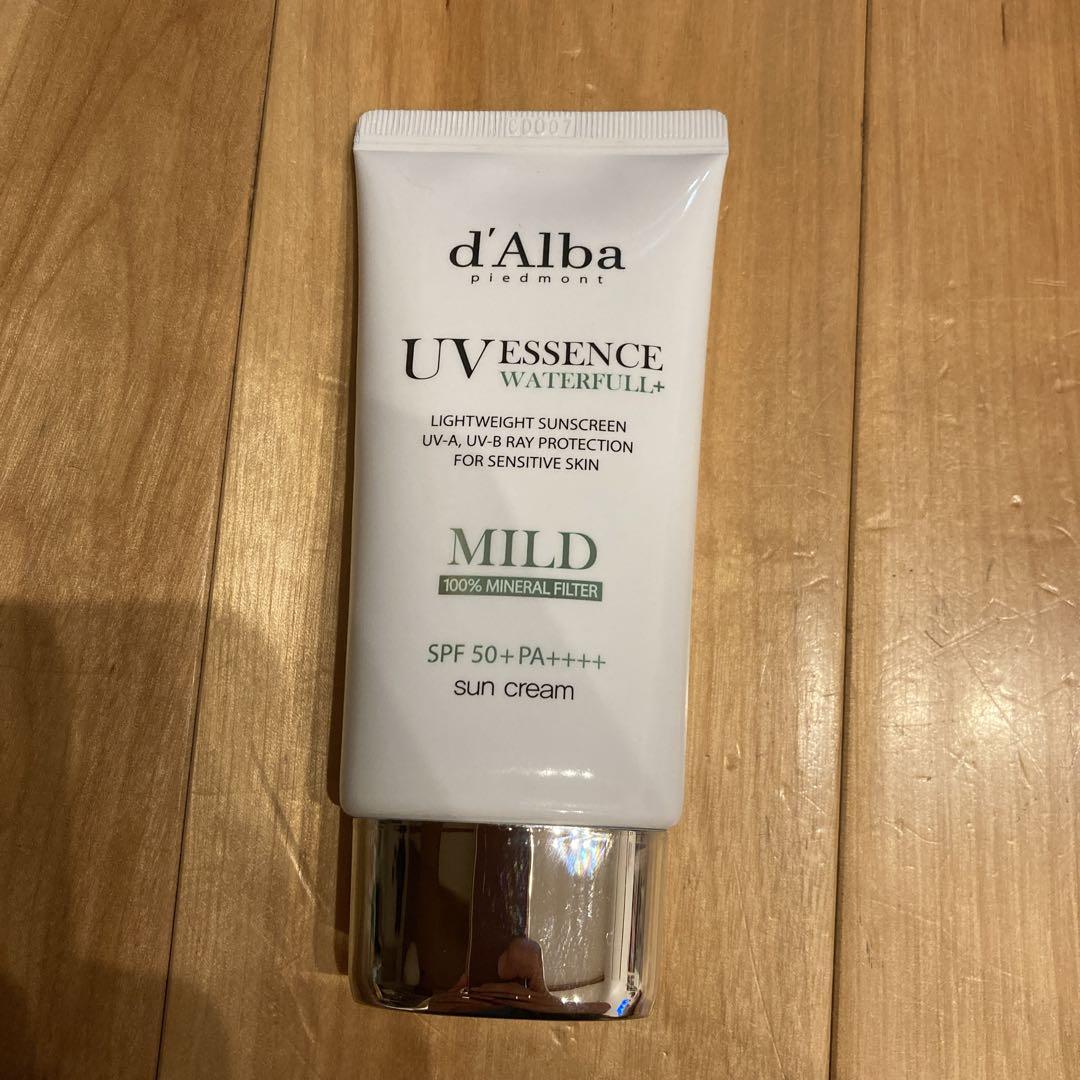 d'Alba
piedmont
UV ESSENCE
WATERFULL+
LIGHTWEIGHT SUNSCREEN
UV-A, UV-B RAY PROTECTION
FOR SENSITIVE SKIN
MILD
100% MINERAL FILTER
SPF 50+PA++++
sun cream